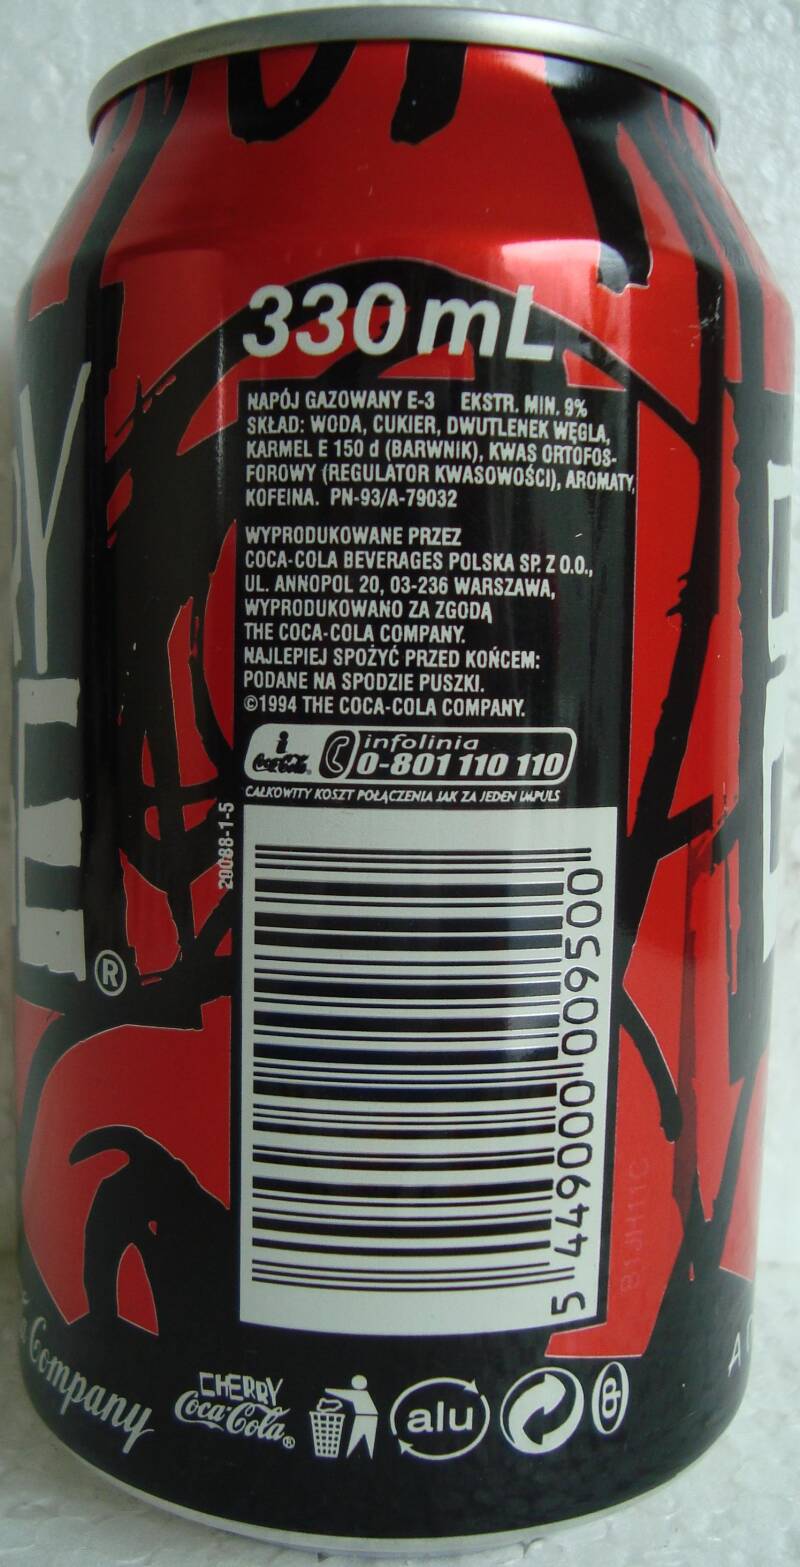 330 mL
NAPÓJ GAZOWANY E-3 EKSTR. MIN. 9%
SKŁAD: WODA, CUKIER, DWUTLENEK WĘGLA,
KARMEL E 150 d (BARWNIK), KWAS ORTOFOS-
FOROWY (REGULATOR KWASOWOŚCI), AROMATY,
KOFEINA. PN-93/A-79032
WYPRODUKOWANE PRZEZ
COCA-COLA BEVERAGES POLSKA SP. Z O.O.,
UL. ANNOPOL 20, 03-236 WARSZAWA,
WYPRODUKOWANO ZA ZGODĄ
THE COCA-COLA COMPANY.
NAJLEPIEJ SPOŻYĆ PRZED KOŃCEM:
PODANE NA SPODZIE PUSZKI.
©1994 THE COCA-COLA COMPANY.
i Coca-Cola® infolinia
0-801 110 110
CAŁKOWITY KOSZT POŁĄCZENIA JAK ZA JEDEN IMPULS
20088-1-5
®
5 449000 009500
Company
CHERRY
Coca-Cola®
alu